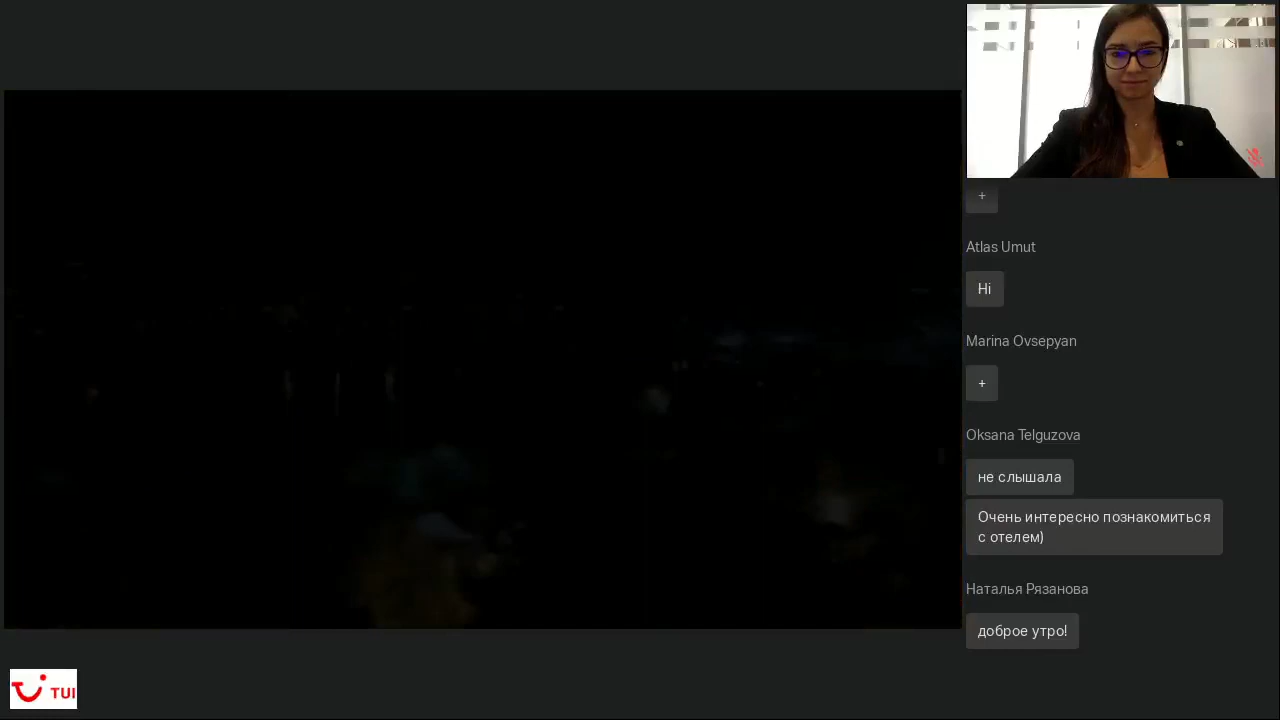 +
Atlas Umut
Hi
Marina Ovsepyan
+
Oksana Telguzova
не слышала
Очень интересно познакомиться
с отелем)
Наталья Рязанова
доброе утро!
TUI